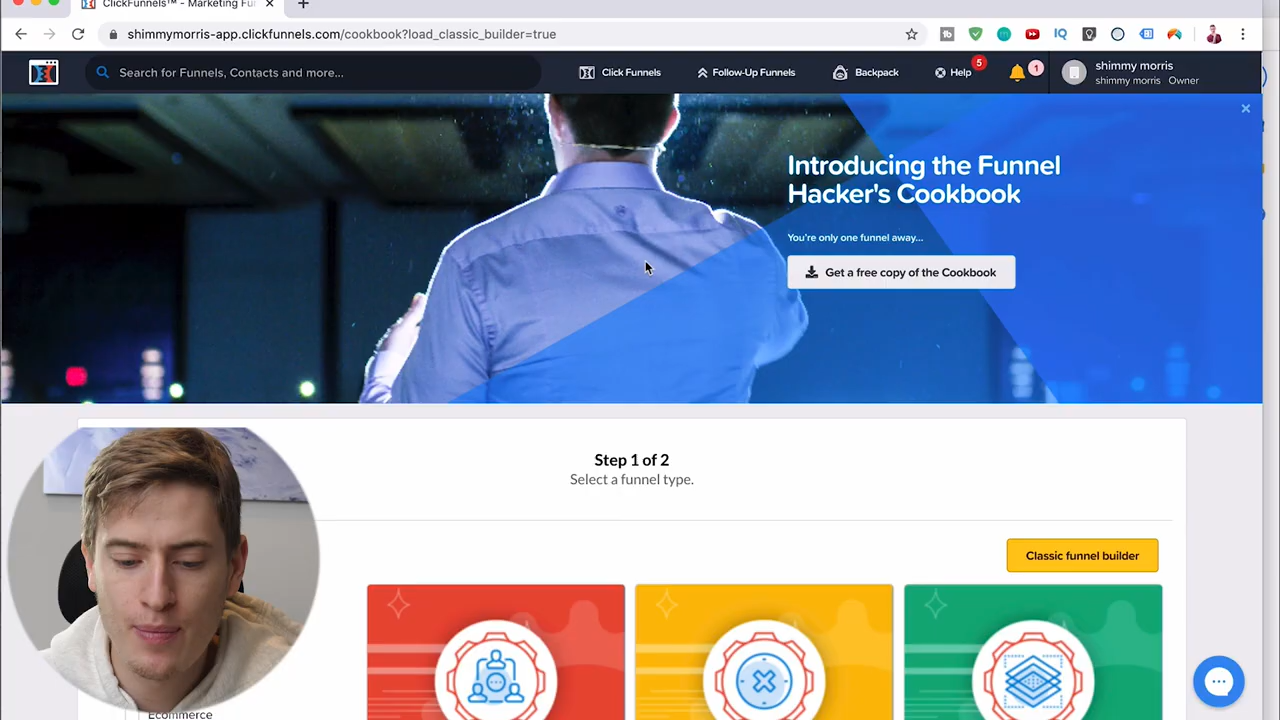 ClickFunnels™ - Marketing Fu
shimmymorris-app.clickfunnels.com/cookbook?load_classic_builder=true
IQ
Search for Funnels, Contacts and more...
Click Funnels
Follow-Up Funnels
Backpack
Help
5
1
shimmy morris
shimmy morris Owner
Introducing the Funnel
Hacker's Cookbook
You're only one funnel away...
Get a free copy of the Cookbook
Step 1 of 2
Select a funnel type.
Classic funnel builder
Ecommerce